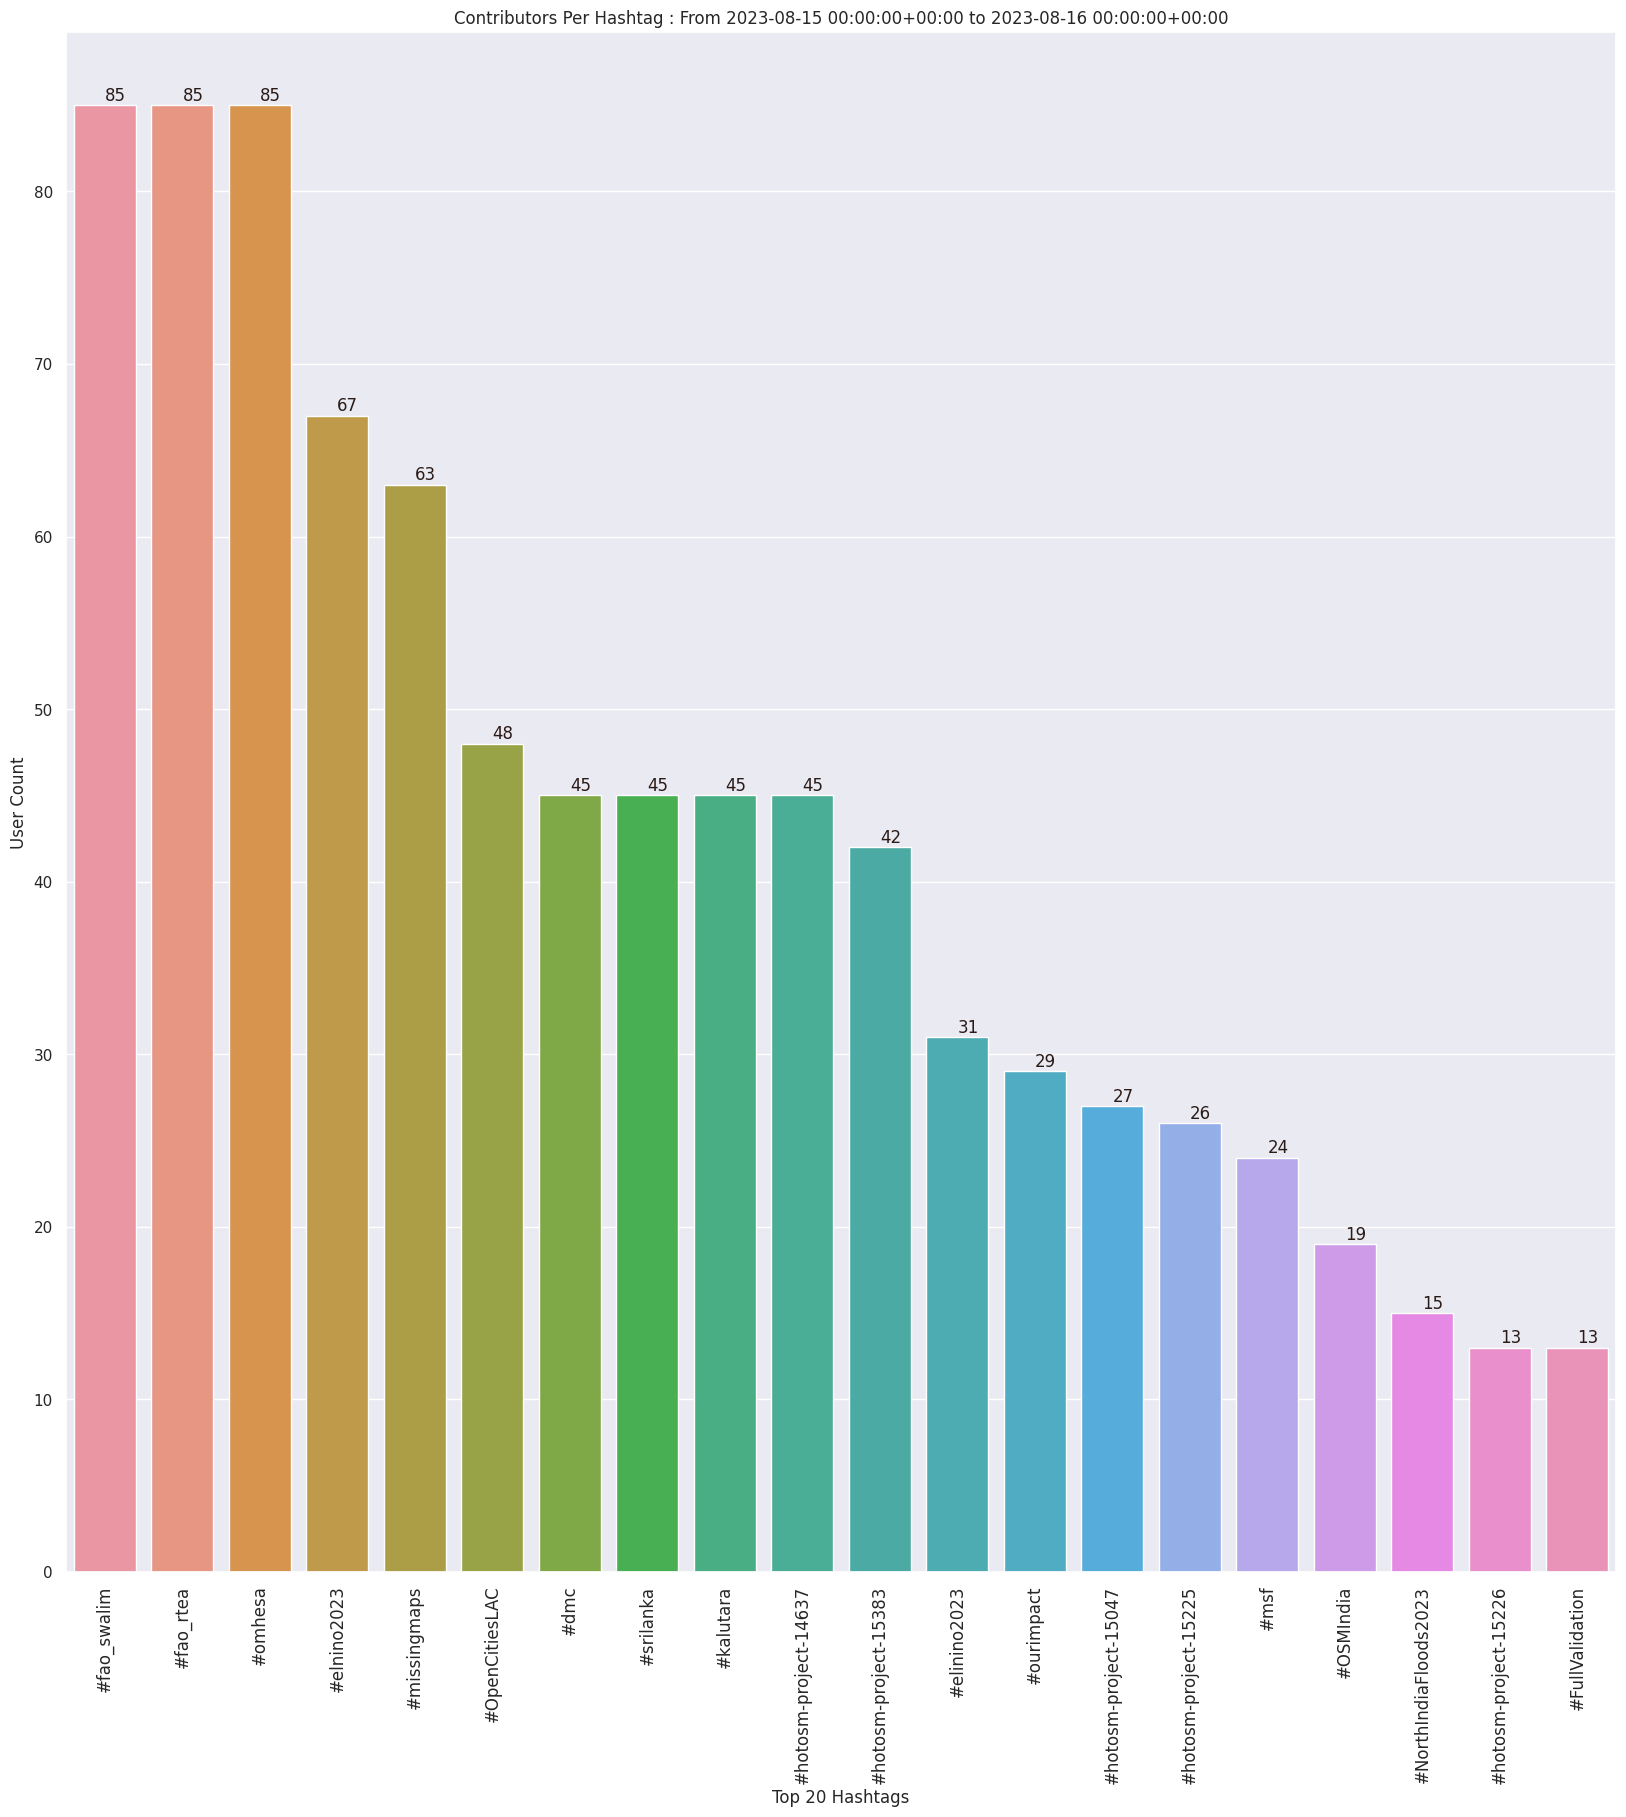 Contributors Per Hashtag : From 2023-08-15 00:00:00+00:00 to 2023-08-16 00:00:00+00:00
85
85
85
67
63
48
45
45
45
45
42
31
29
27
26
24
19
15
13
13
80
70
60
50
40
30
20
10
0
User Count
#fao_swalim
#fao_rtea
#omhesa
#elnino2023
#missingmaps
#OpenCitiesLAC
#dmc
#srilanka
#kalutara
#hotosm-project-14637
#hotosm-project-15383
#elinino2023
#ourimpact
#hotosm-project-15047
#hotosm-project-15225
#msf
#OSMIndia
#NorthIndiaFloods2023
#hotosm-project-15226
#FullValidation
Top 20 Hashtags